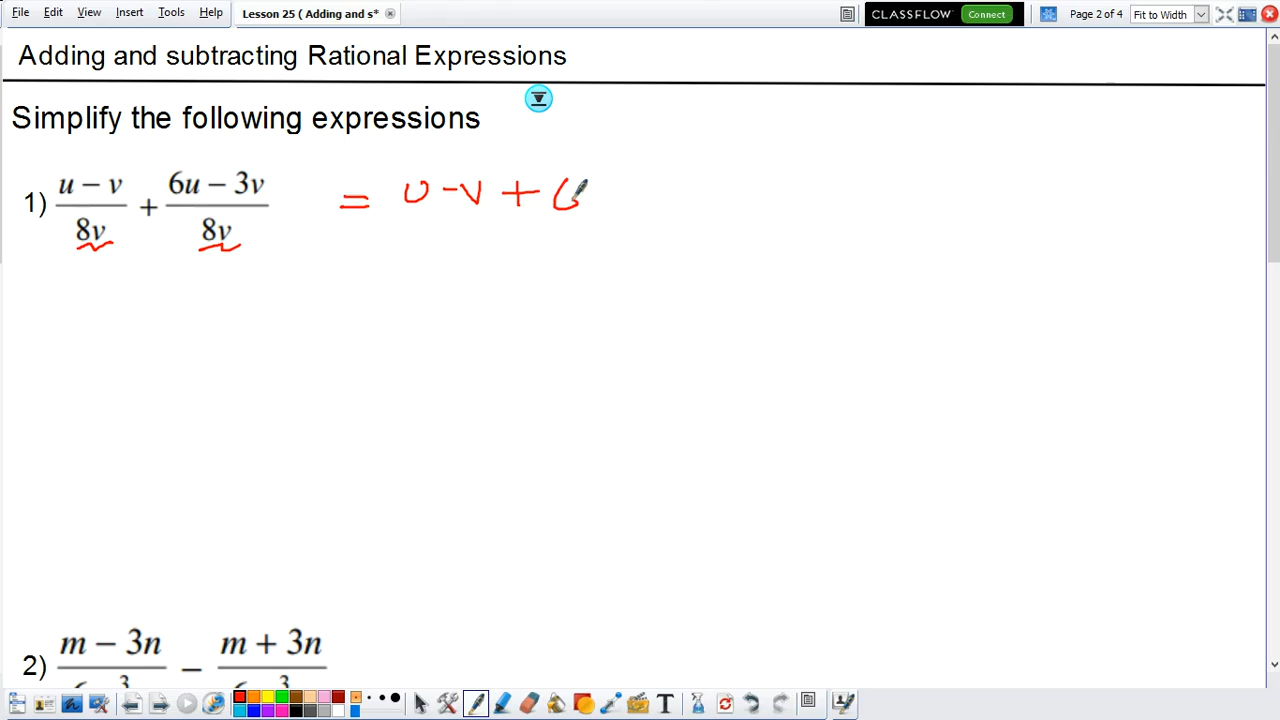 File Edit View Insert Tools Help Lesson 25 ( Adding and s* CLASSFLOW Connect Page 2 of 4 Fit to Width
Adding and subtracting Rational Expressions
Simplify the following expressions
1) u − v / 8v + 6u − 3v / 8v = u - v + 6
2) m − 3n − m + 3n